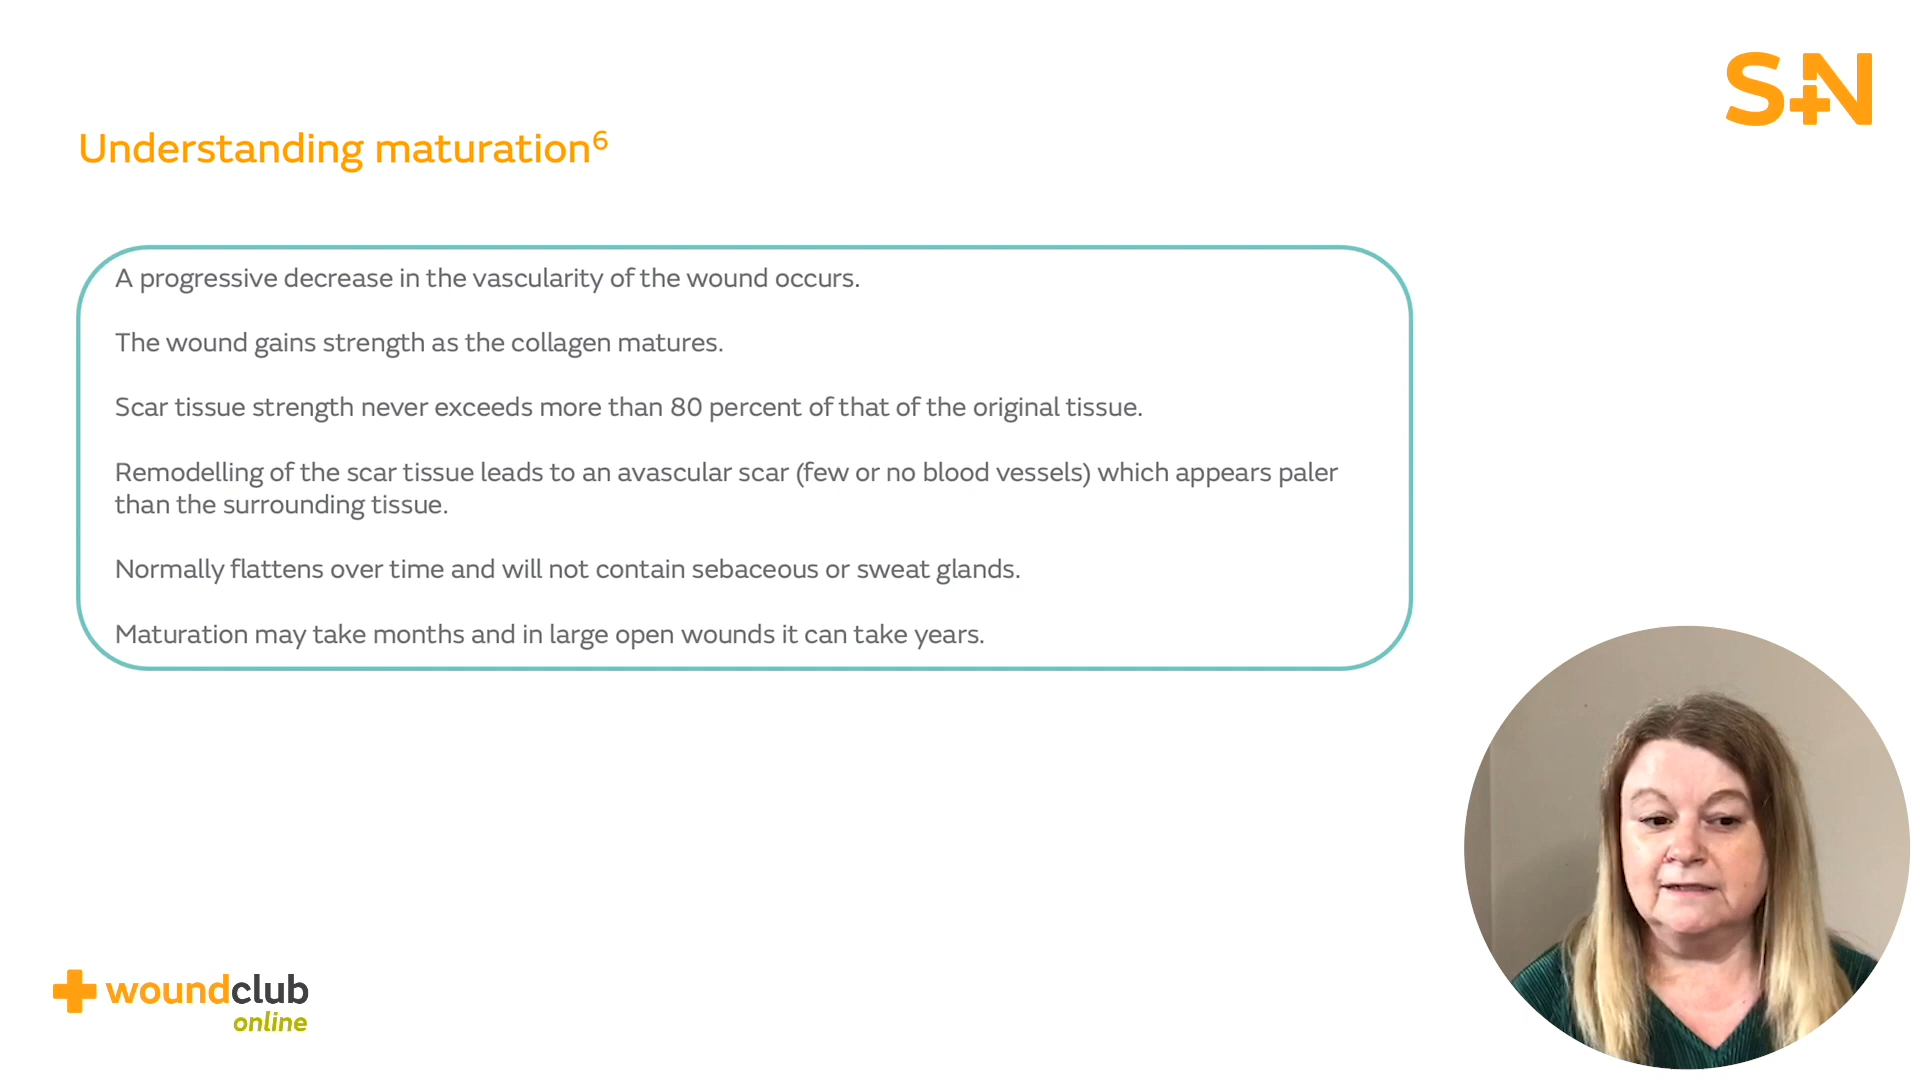 S+N
Understanding maturation⁶
A progressive decrease in the vascularity of the wound occurs.
The wound gains strength as the collagen matures.
Scar tissue strength never exceeds more than 80 percent of that of the original tissue.
Remodelling of the scar tissue leads to an avascular scar (few or no blood vessels) which appears paler
than the surrounding tissue.
Normally flattens over time and will not contain sebaceous or sweat glands.
Maturation may take months and in large open wounds it can take years.
woundclub
online